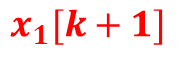 x₁[k + 1]